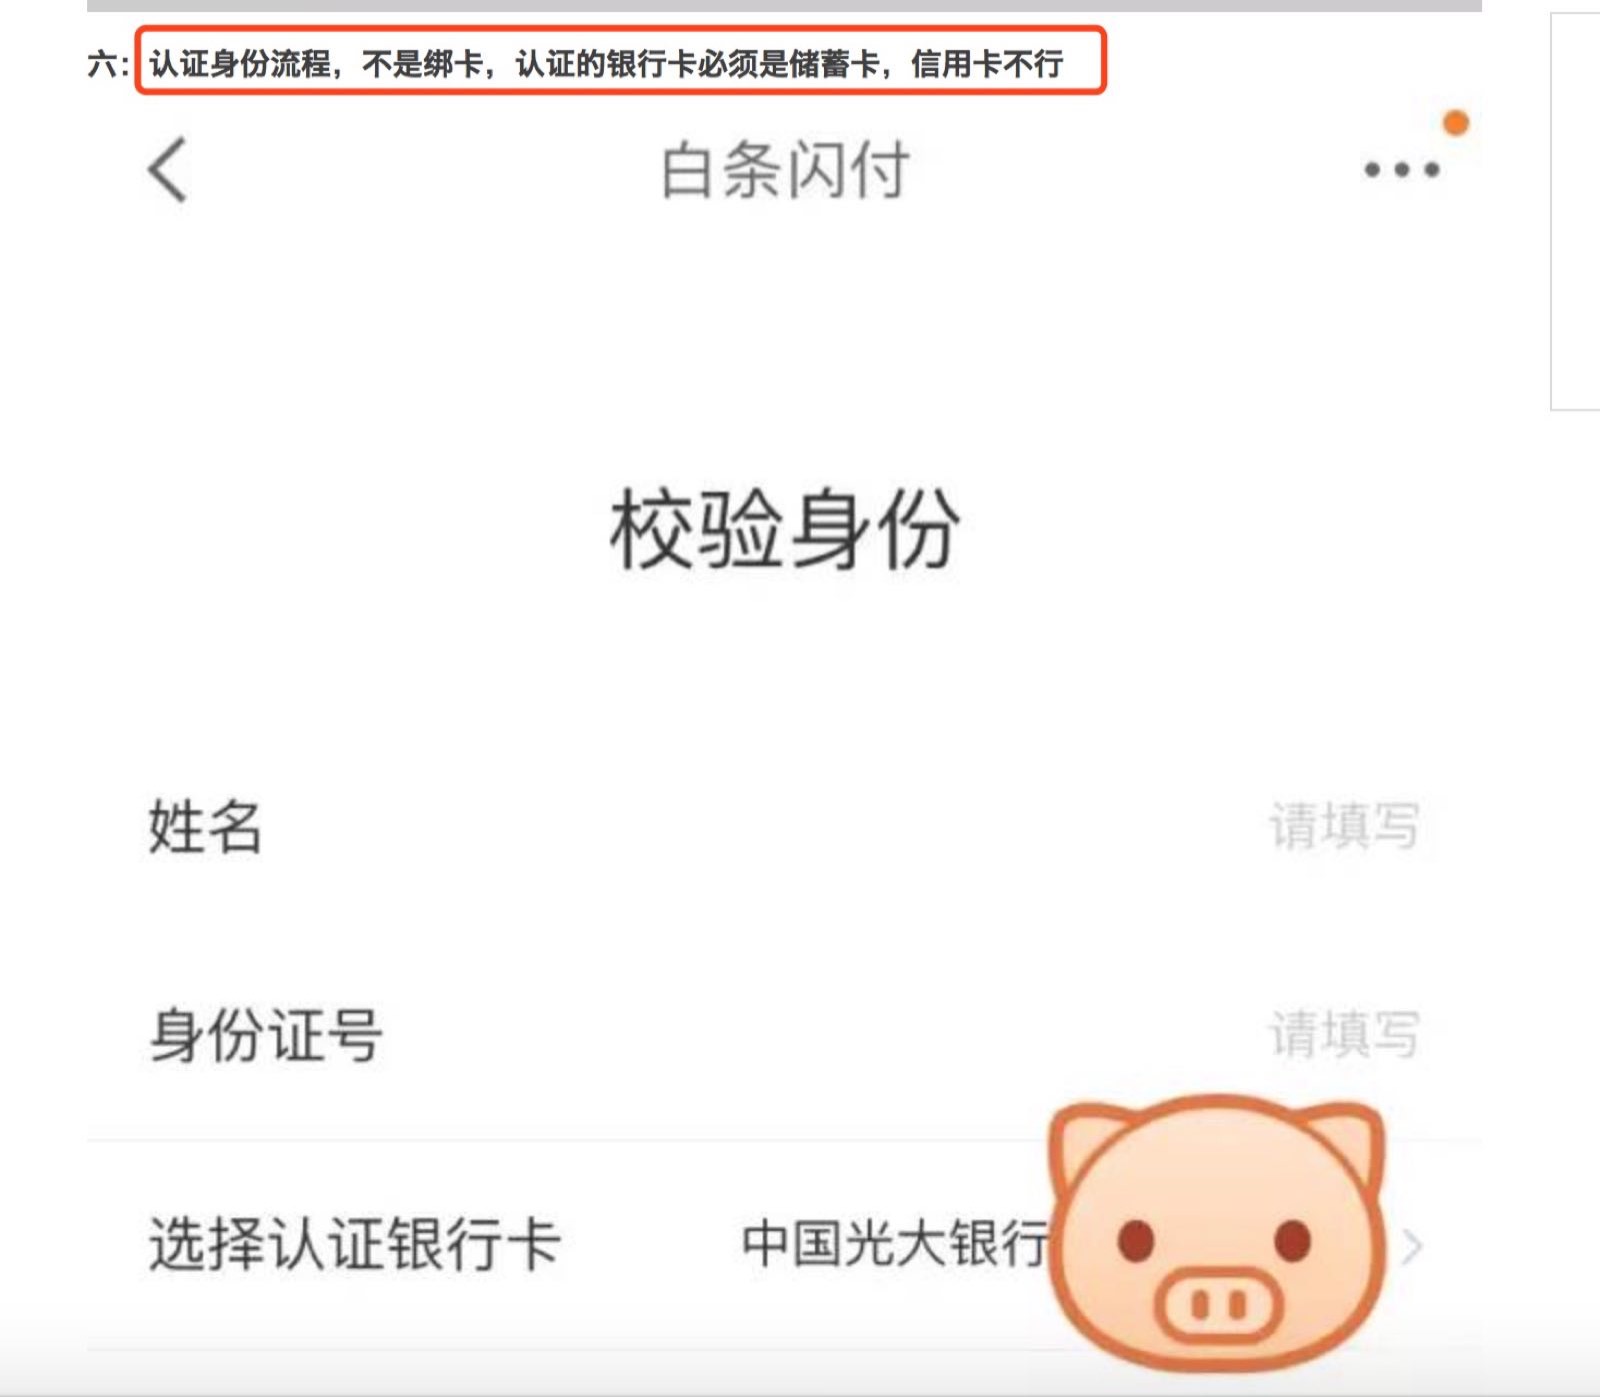 六：认证身份流程，不是绑卡，认证的银行卡必须是储蓄卡，信用卡不行
白条闪付
校验身份
姓名 请填写
身份证号 请填写
选择认证银行卡 中国光大银行